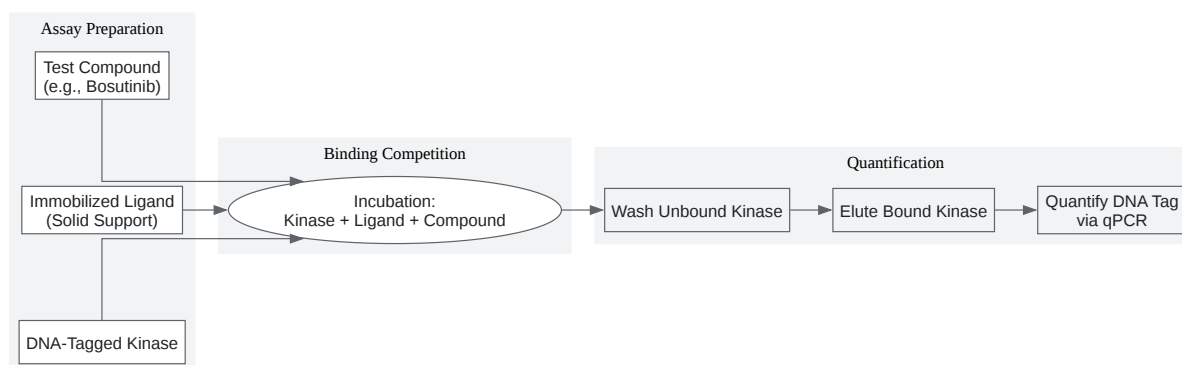 Assay Preparation
Test Compound
(e.g., Bosutinib)
Immobilized Ligand
(Solid Support)
DNA-Tagged Kinase
Binding Competition
Incubation:
Kinase + Ligand + Compound
Quantification
Wash Unbound Kinase
Elute Bound Kinase
Quantify DNA Tag
via qPCR